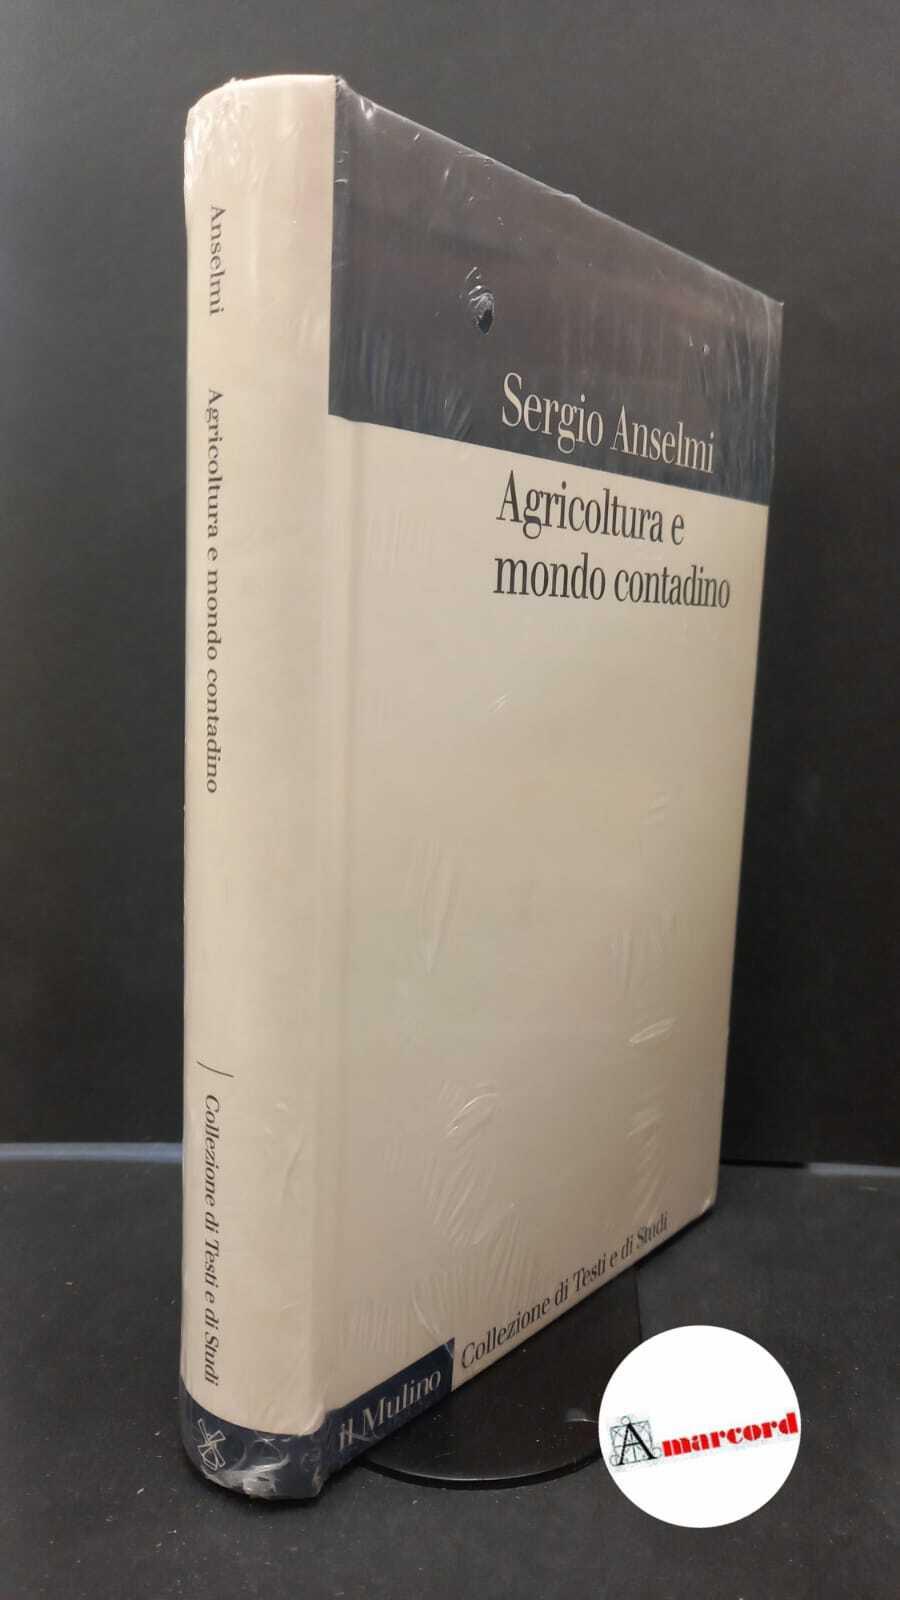 Anselmi
Agricoltura e mondo contadino
Collezione di Testi e di Studi
Sergio Anselmi
Agricoltura e
mondo contadino
il Mulino
Collezione di Testi e di Studi
Amarcord